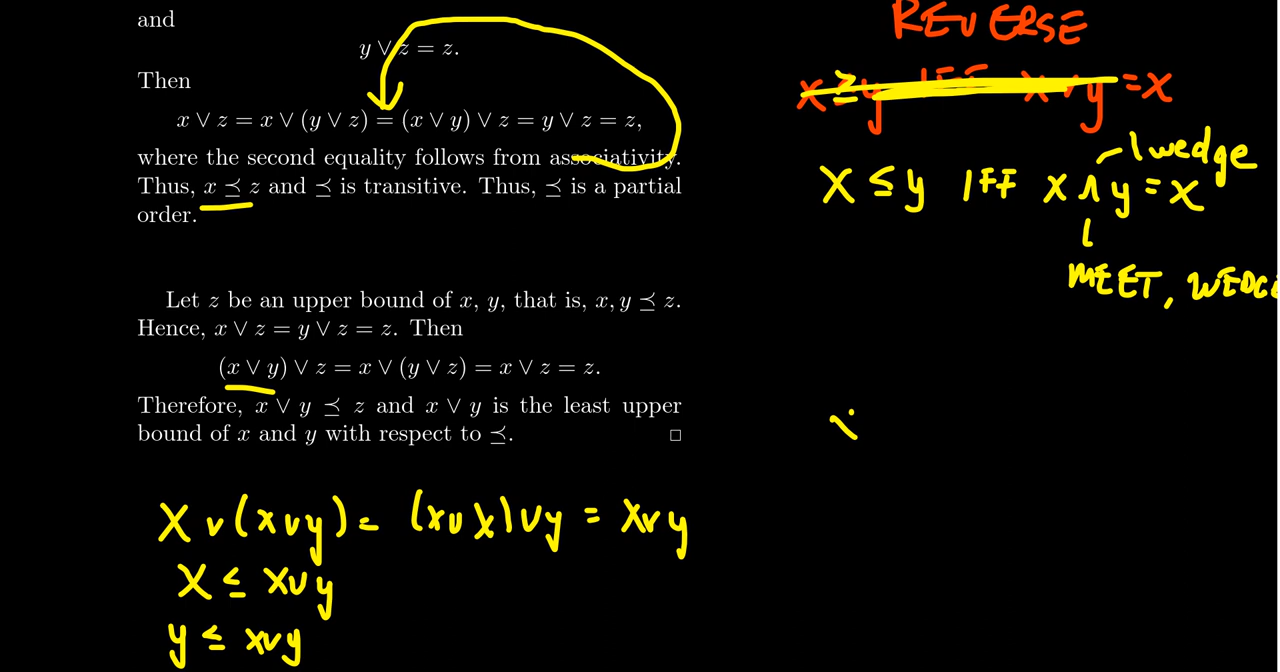 and
y ∨ z = z.
Then
x ∨ z = x ∨ (y ∨ z) = (x ∨ y) ∨ z = y ∨ z = z,
where the second equality follows from associativity.
Thus, x ⪯ z and ⪯ is transitive. Thus, ⪯ is a partial
order.
Let z be an upper bound of x, y, that is, x, y ⪯ z.
Hence, x ∨ z = y ∨ z = z. Then
(x ∨ y) ∨ z = x ∨ (y ∨ z) = x ∨ z = z.
Therefore, x ∨ y ⪯ z and x ∨ y is the least upper
bound of x and y with respect to ⪯. □
X ∨ (x ∨ y) = (x ∨ x) ∨ y = x ∨ y
X ≤ x ∨ y
y ≤ x ∨ y
REVERSE
x ≥ y IFF x ∧ y = x
\wedge
X ≤ y IFF x ∧ y = x
MEET, WEDGE